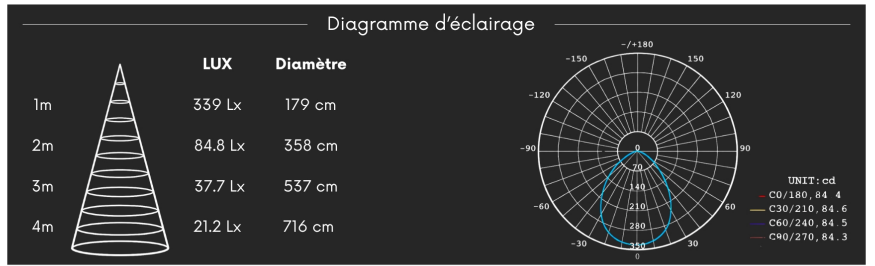 Diagramme d’éclairage
LUX Diamètre
1m 339 Lx 179 cm
2m 84.8 Lx 358 cm
3m 37.7 Lx 537 cm
4m 21.2 Lx 716 cm
-/+180
-150 150
-120 120
-90 0 90
70
140
-60 210 60
280
-30 350 30
0
UNIT:cd
C0/180,84 4
C30/210,84.6
C60/240,84.5
C90/270,84.3